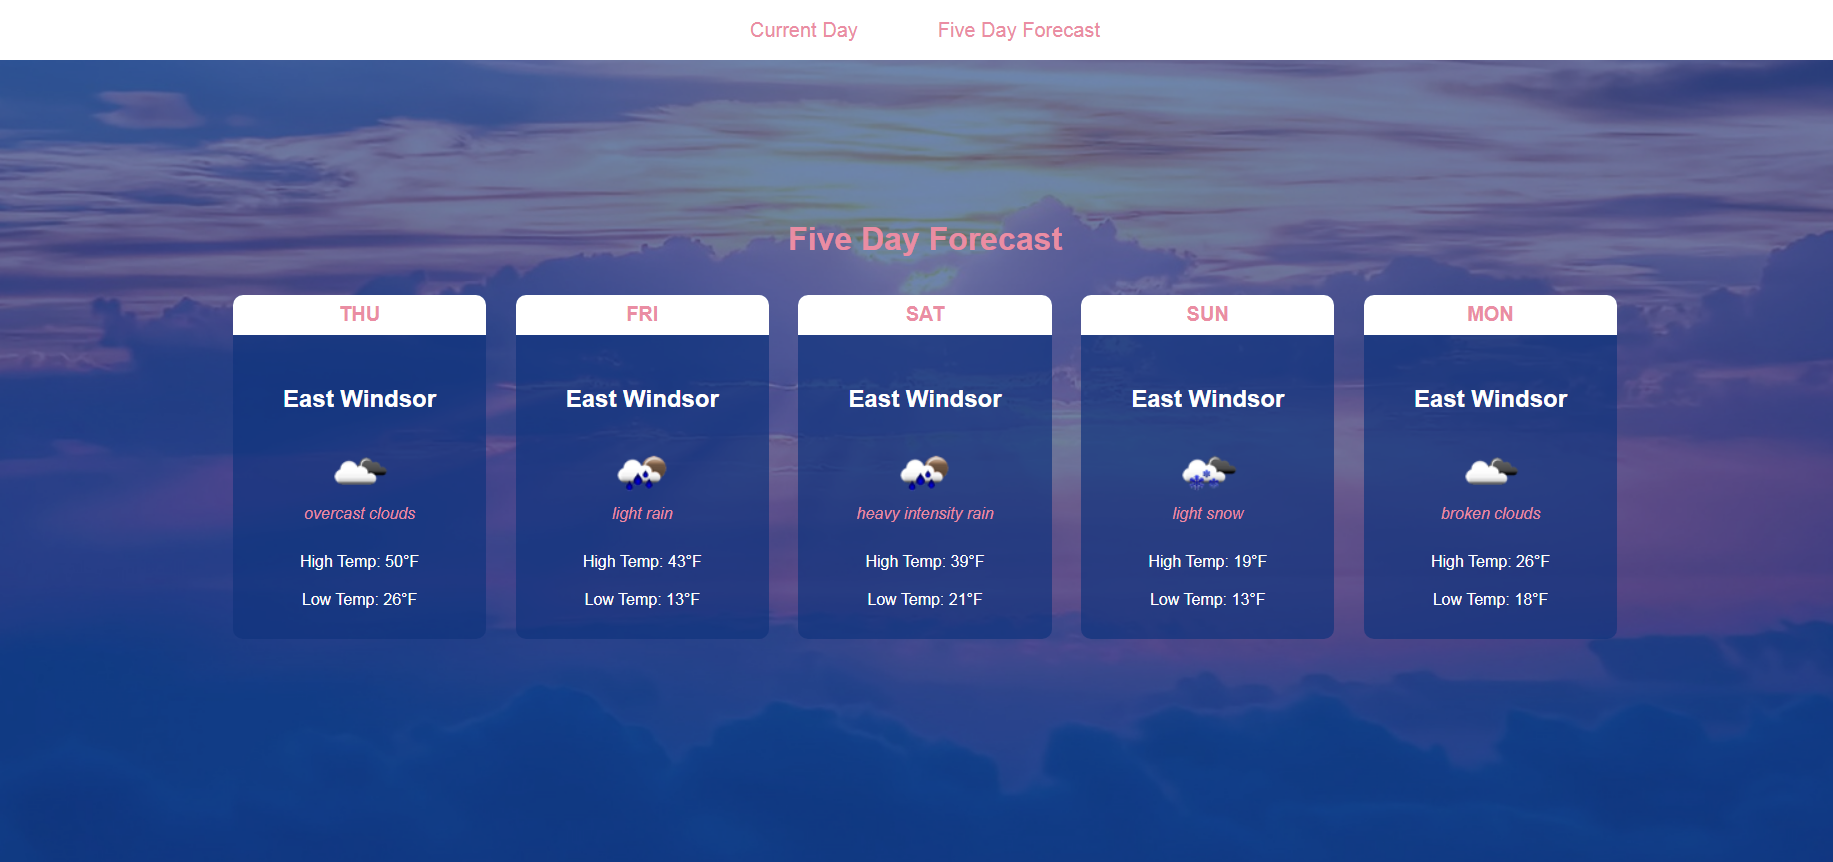 Current Day Five Day Forecast
Five Day Forecast
THU
East Windsor
overcast clouds
High Temp: 50°F
Low Temp: 26°F
FRI
East Windsor
light rain
High Temp: 43°F
Low Temp: 13°F
SAT
East Windsor
heavy intensity rain
High Temp: 39°F
Low Temp: 21°F
SUN
East Windsor
light snow
High Temp: 19°F
Low Temp: 13°F
MON
East Windsor
broken clouds
High Temp: 26°F
Low Temp: 18°F